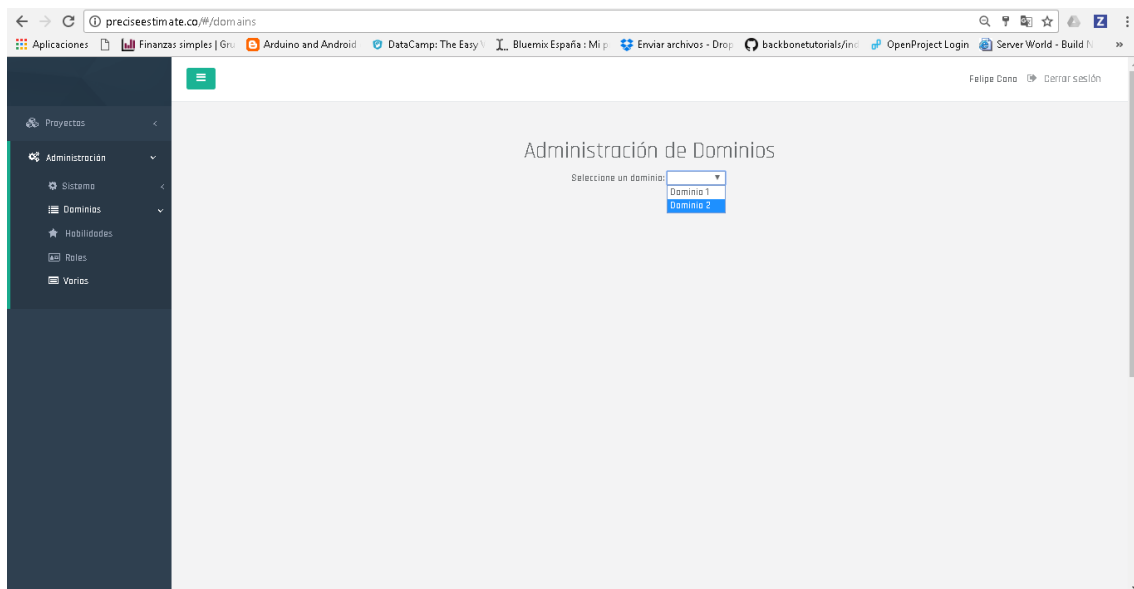 preciseestimate.co/#/domains
Aplicaciones Finanzas simples | Gru Arduino and Android DataCamp: The Easy \ Bluemix España : Mi p Enviar archivos - Drop backbonetutorials/ind OpenProject Login Server World - Build N »
Felipe Cano Cerrar sesión
Proyectos
Administración
Sistema
Dominios
Habilidades
Roles
Varios
Administración de Dominios
Seleccione un dominio:
Dominio 1
Dominio 2